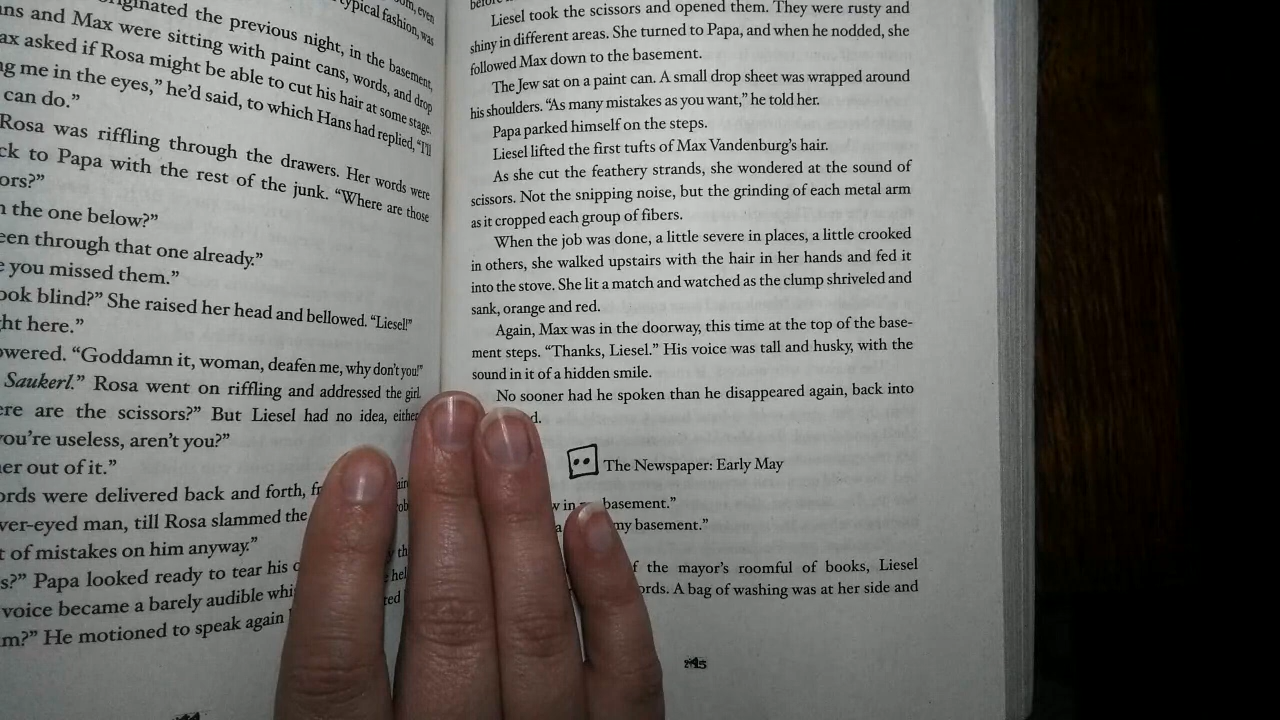 om, even
typical fashion, was
originated the previous night, in the basement,
ns and Max were sitting with paint cans, words, and drop
ax asked if Rosa might be able to cut his hair at some stage.
ng me in the eyes,” he’d said, to which Hans had replied, “I’ll
can do.”
Rosa was riffling through the drawers. Her words were
ck to Papa with the rest of the junk. “Where are those
ors?”
n the one below?”
een through that one already.”
e you missed them.”
ook blind?” She raised her head and bellowed. “Liesel!”
ght here.”
owered. “Goddamn it, woman, deafen me, why don’t you!”
Saukerl.” Rosa went on riffling and addressed the girl.
ere are the scissors?” But Liesel had no idea, either.
you’re useless, aren’t you?”
er out of it.”
ords were delivered back and forth, fr
ver-eyed man, till Rosa slammed the
t of mistakes on him anyway.”
s?” Papa looked ready to tear his
voice became a barely audible whi
m?” He motioned to speak again
before
Liesel took the scissors and opened them. They were rusty and
shiny in different areas. She turned to Papa, and when he nodded, she
followed Max down to the basement.
The Jew sat on a paint can. A small drop sheet was wrapped around
his shoulders. “As many mistakes as you want,” he told her.
Papa parked himself on the steps.
Liesel lifted the first tufts of Max Vandenburg’s hair.
As she cut the feathery strands, she wondered at the sound of
scissors. Not the snipping noise, but the grinding of each metal arm
as it cropped each group of fibers.
When the job was done, a little severe in places, a little crooked
in others, she walked upstairs with the hair in her hands and fed it
into the stove. She lit a match and watched as the clump shriveled and
sank, orange and red.
Again, Max was in the doorway, this time at the top of the base-
ment steps. “Thanks, Liesel.” His voice was tall and husky, with the
sound in it of a hidden smile.
No sooner had he spoken than he disappeared again, back into
d.
The Newspaper: Early May
w in my basement.”
a my basement.”
f the mayor’s roomful of books, Liesel
ords. A bag of washing was at her side and